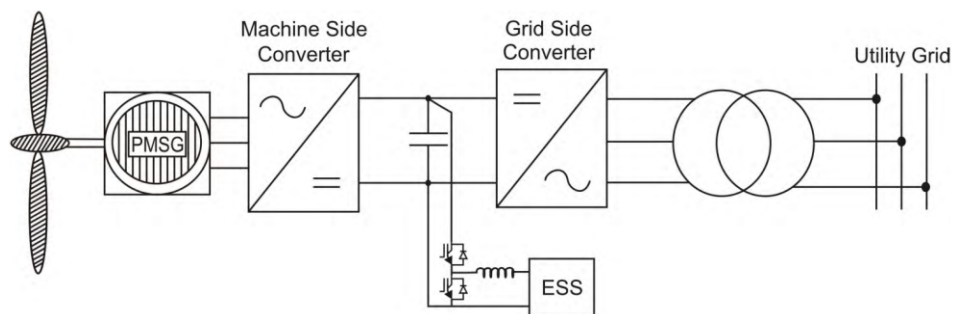 Machine Side
Converter
Grid Side
Converter
Utility Grid
PMSG
ESS